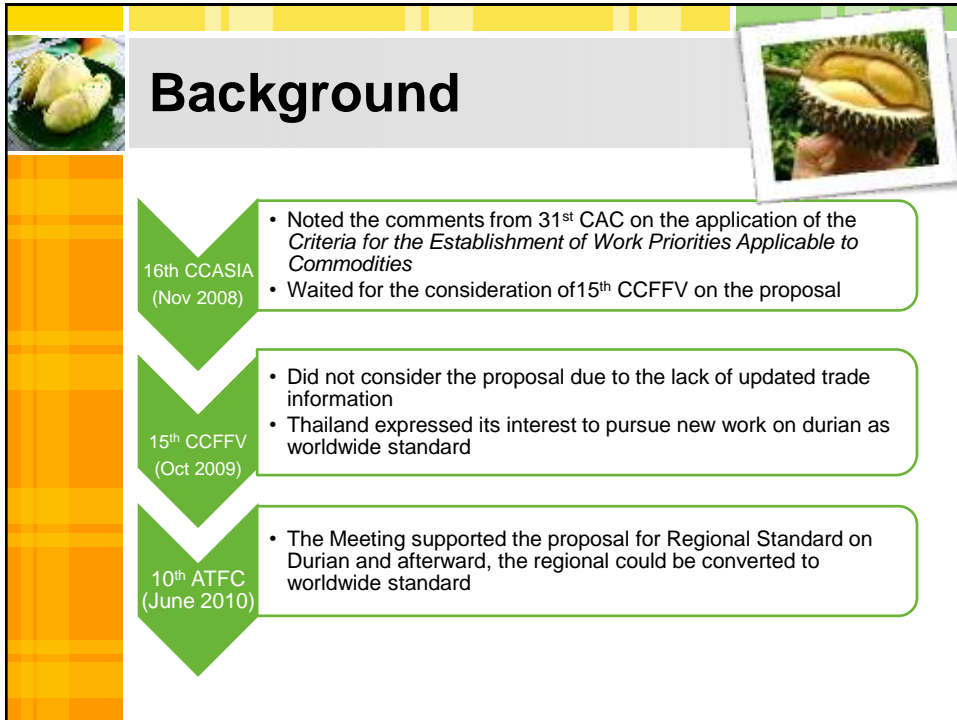 Background
16th CCASIA
(Nov 2008)
• Noted the comments from 31st CAC on the application of the
Criteria for the Establishment of Work Priorities Applicable to
Commodities
• Waited for the consideration of15th CCFFV on the proposal
15th CCFFV
(Oct 2009)
• Did not consider the proposal due to the lack of updated trade
information
• Thailand expressed its interest to pursue new work on durian as
worldwide standard
10th ATFC
(June 2010)
• The Meeting supported the proposal for Regional Standard on
Durian and afterward, the regional could be converted to
worldwide standard